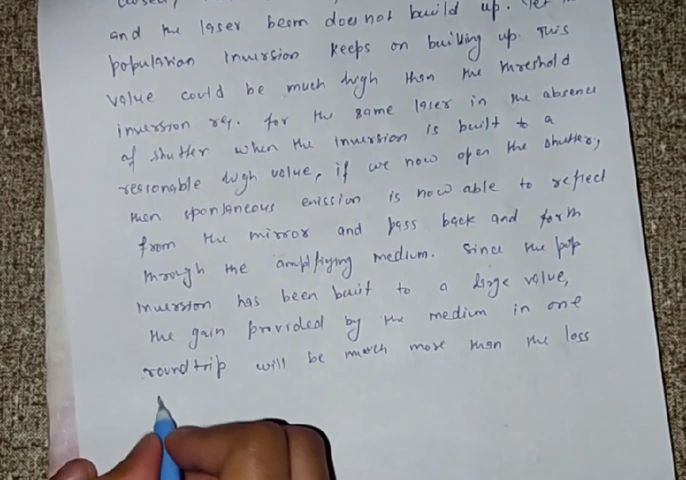 and the laser beam does not build up. Yet
population Inversion keeps on building up. This
value could be much high then the threshold
inversion req. for the same laser in the absence
of shutter when the Inversion is built to a
reasonable high value, if we now open the shutter,
then spontaneous emission is now able to reflect
from the mirror and pass back and forth
through the amplifying medium. Since the pop
Inversion has been built to a large value,
the gain provided by the medium in one
roundtrip will be much more than the loss